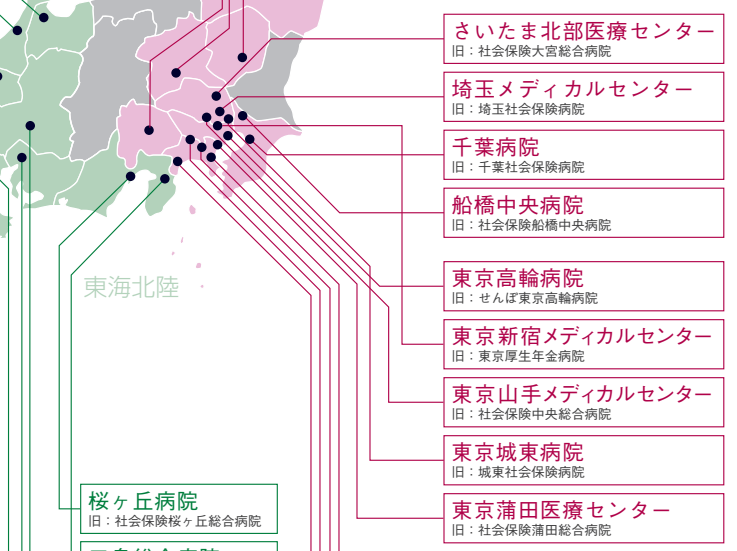 さいたま北部医療センター
旧：社会保険大宮総合病院
埼玉メディカルセンター
旧：埼玉社会保険病院
千葉病院
旧：千葉社会保険病院
船橋中央病院
旧：社会保険船橋中央病院
東京高輪病院
旧：せんぽ東京高輪病院
東京新宿メディカルセンター
旧：東京厚生年金病院
東京山手メディカルセンター
旧：社会保険中央総合病院
東京城東病院
旧：城東社会保険病院
東京蒲田医療センター
旧：社会保険蒲田総合病院
東海北陸
桜ヶ丘病院
旧：社会保険桜ヶ丘総合病院